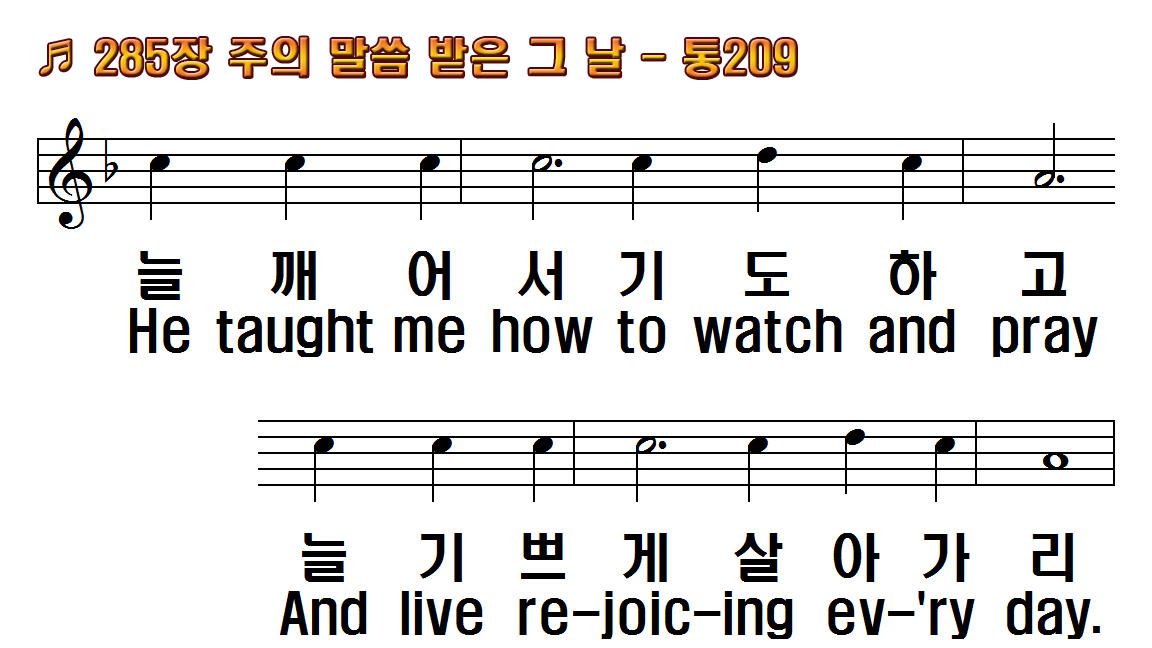 285장 주의 말씀 받은 그 날 - 통209
늘 깨 어 서 기 도 하 고
He taught me how to watch and pray
늘 기 쁘 게 살 아 가 리
And live re-joic-ing ev-'ry day.